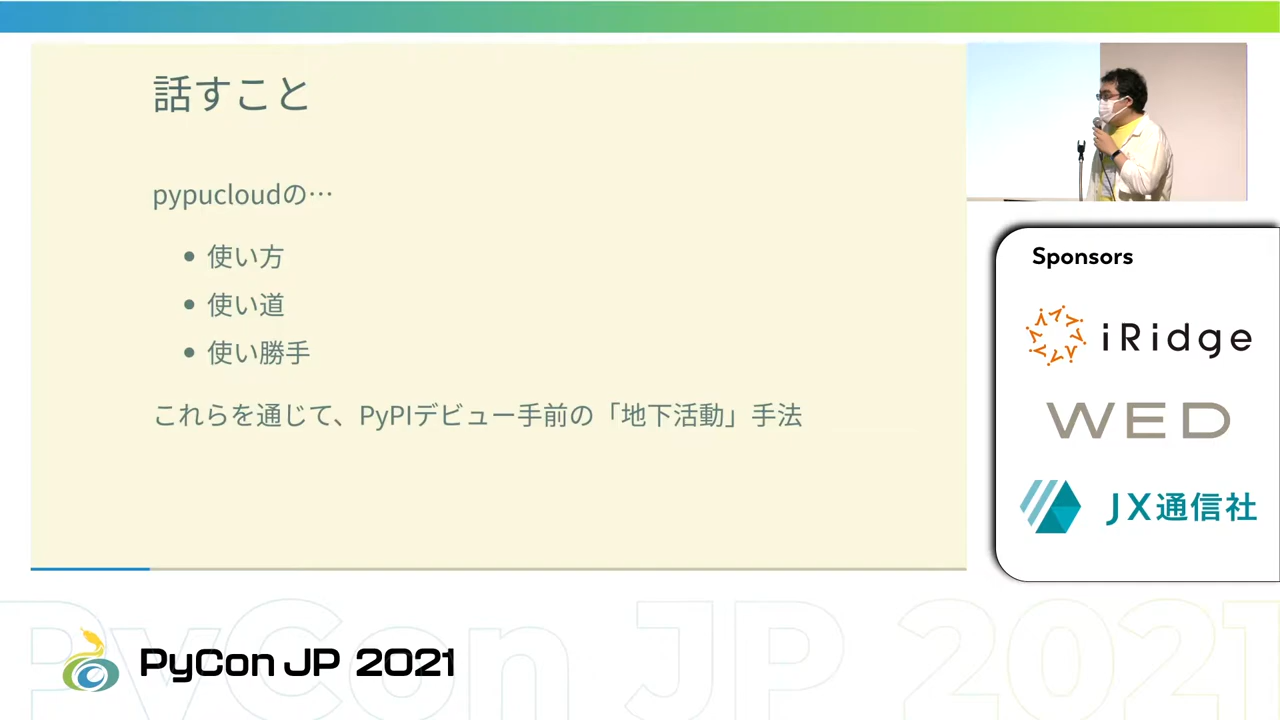 話すこと
pypucloudの…
使い方
使い道
使い勝手
これらを通じて、PyPIデビュー手前の「地下活動」手法
Sponsors
iRidge
WED
JX通信社
PyCon JP 2021
PyCon JP 2021